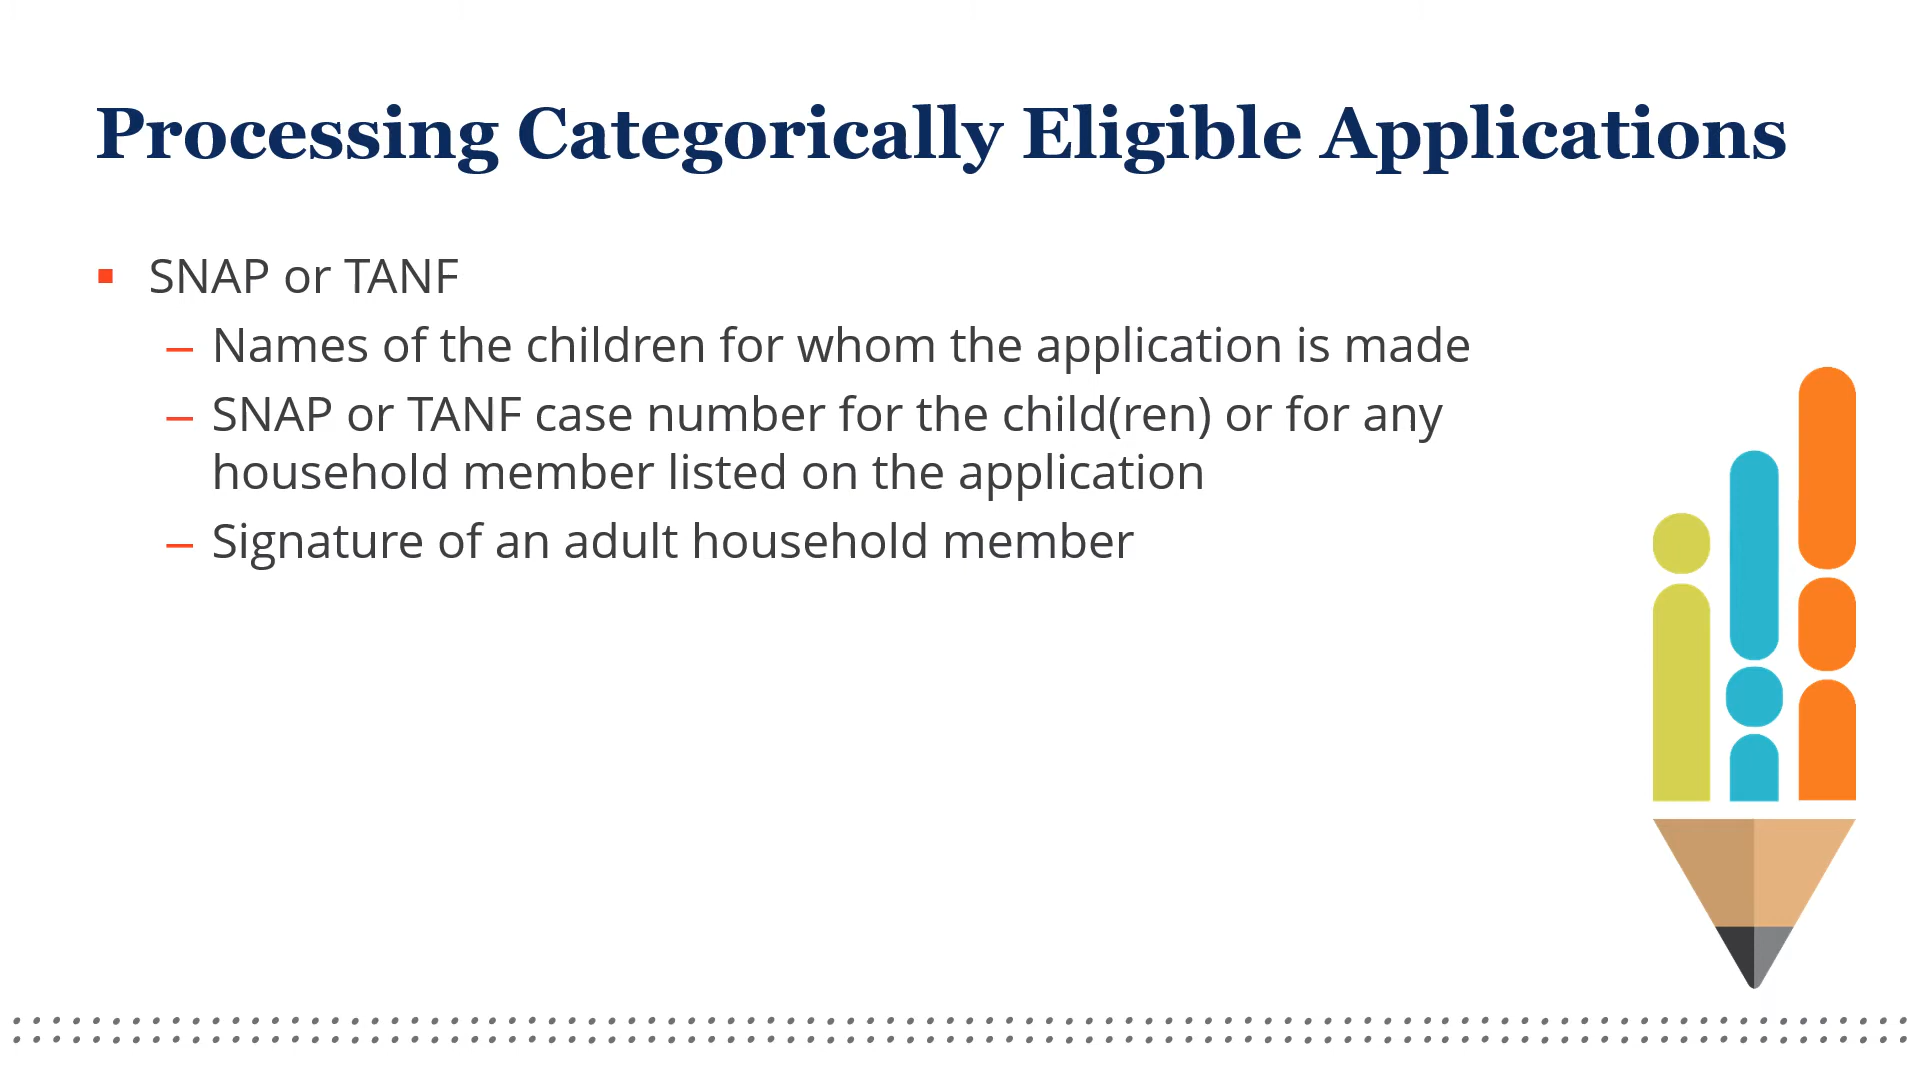 Processing Categorically Eligible Applications
▪ SNAP or TANF
– Names of the children for whom the application is made
– SNAP or TANF case number for the child(ren) or for any
household member listed on the application
– Signature of an adult household member